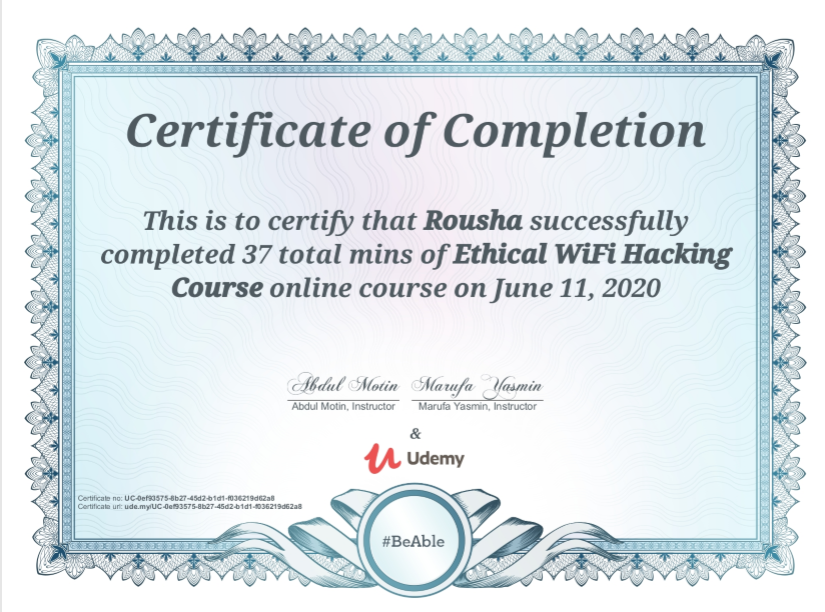 Certificate of Completion
This is to certify that Rousha successfully
completed 37 total mins of Ethical WiFi Hacking
Course online course on June 11, 2020
Abdul Motin Marufa Yasmin
Abdul Motin, Instructor Marufa Yasmin, Instructor
&
Udemy
Certificate no: UC-0ef93575-8b27-45d2-b1d1-f036219d62a8
Certificate url: ude.my/UC-0ef93575-8b27-45d2-b1d1-f036219d62a8
#BeAble